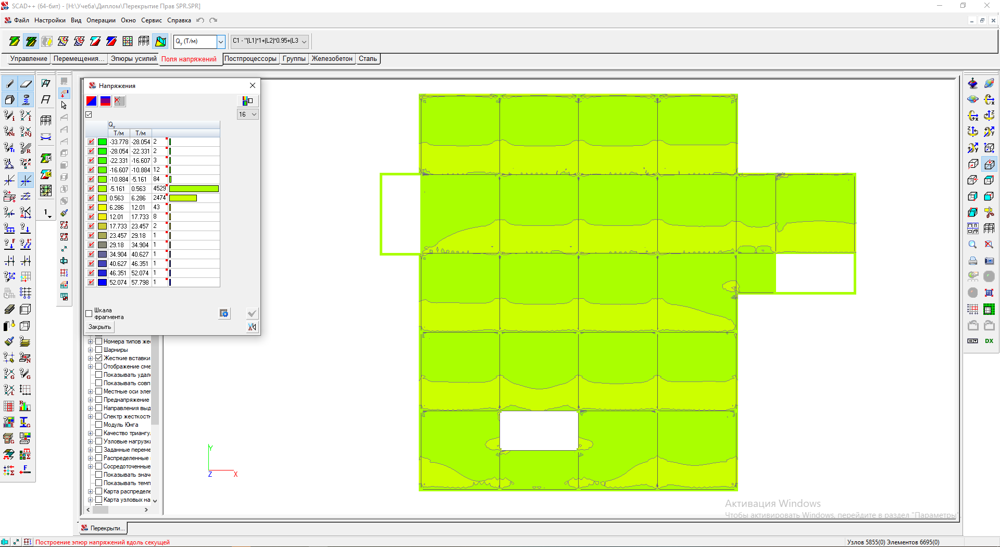 SCAD++ (64-бит) - [H:\Учеба\Диплом\Перекрытие Прав SPR.SPR]
Файл Настройки Вид Операции Окно Сервис Справка
Qy (Т/м)
C1 - "(L1)*1+(L2)*0.95+(L3
Управление Перемещения... Эпюры усилий Поля напряжений Постпроцессоры Группы Железобетон Сталь
Напряжения
16
Qy
Т/м Т/м
-33.778 -28.054 2
-28.054 -22.331 2
-22.331 -16.607 3
-16.607 -10.884 12
-10.884 -5.161 84
-5.161 0.563 4529
0.563 6.286 2474
6.286 12.01 43
12.01 17.733 8
17.733 23.457 2
23.457 29.18 1
29.18 34.904 1
34.904 40.627 1
40.627 46.351 1
46.351 52.074 1
52.074 57.798 1
Шкала
фрагмента
Закрыть
Номера типов жес
Шарниры
Жесткие вставки
Отображение сме
Показывать удал
Показывать совп
Местные оси элем
Преднапряжение
Направления выд
Спектр жесткосте
Модуль Юнга
Качество триангу
Узловые нагрузки
Заданные переме
Распределенные
Сосредоточенные
Показывать знач
Показывать темп
Карта распределе
Карта узловых на
Y
Z X
1
DX
Активация Windows
Чтобы активировать Windows, перейдите в раздел "Параметры".
Перекрыти...
Построение эпюр напряжений вдоль секущей
Узлов 5855(0) Элементов 6695(0)